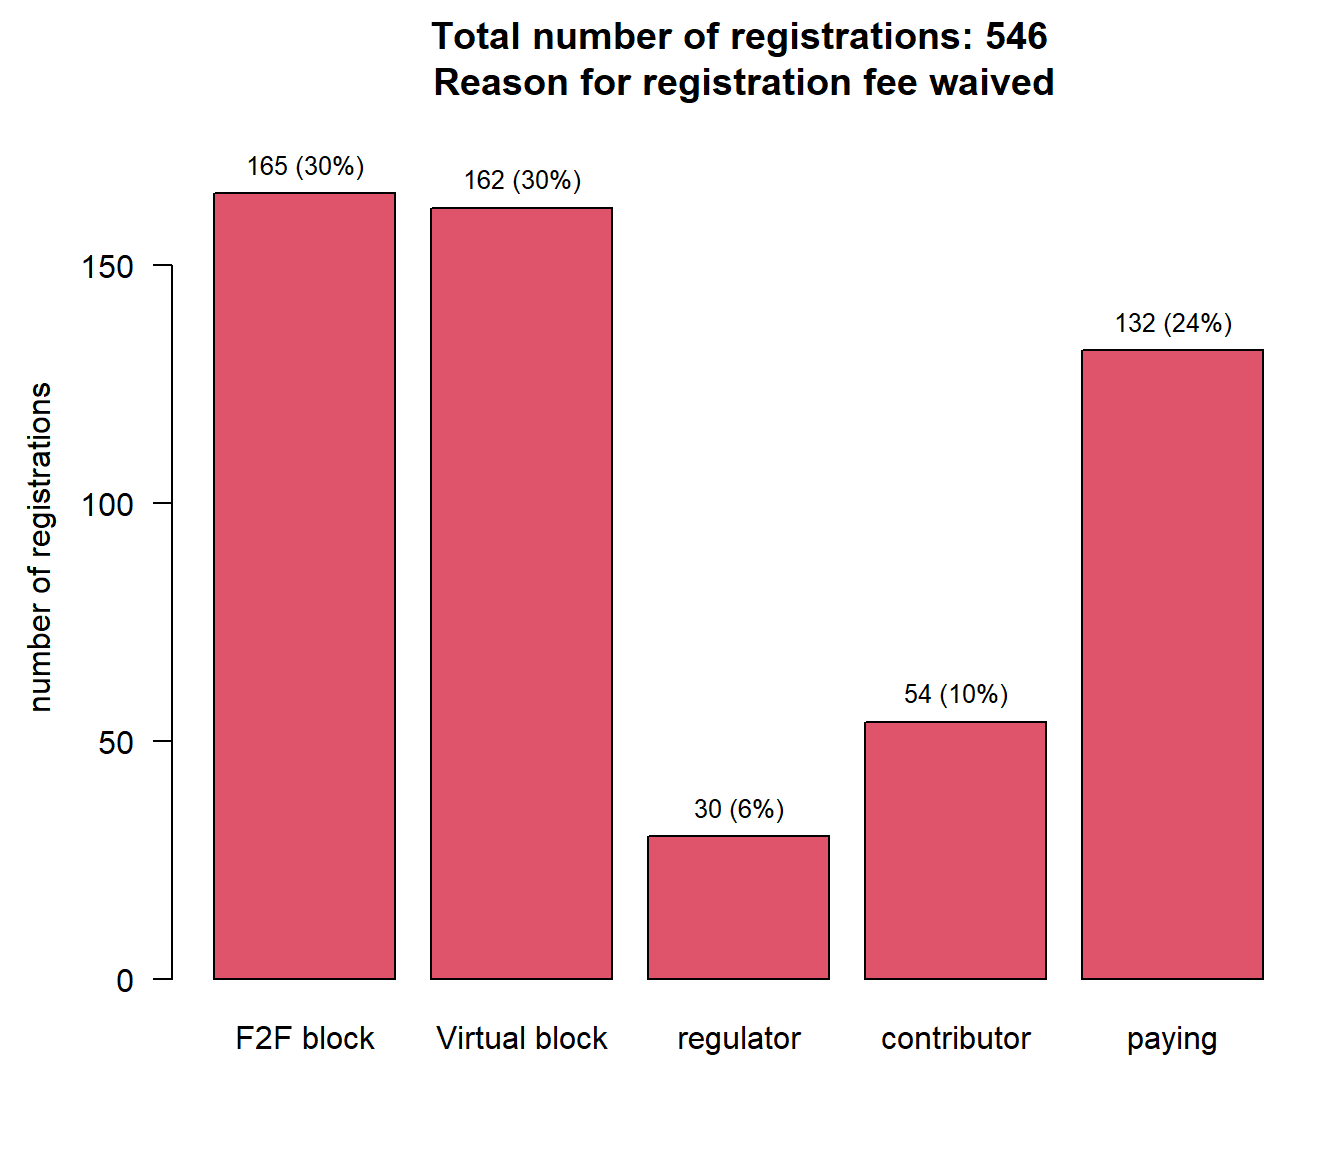 Total number of registrations: 546
Reason for registration fee waived
165 (30%)
162 (30%)
132 (24%)
54 (10%)
30 (6%)
150
100
50
0
number of registrations
F2F block
Virtual block
regulator
contributor
paying